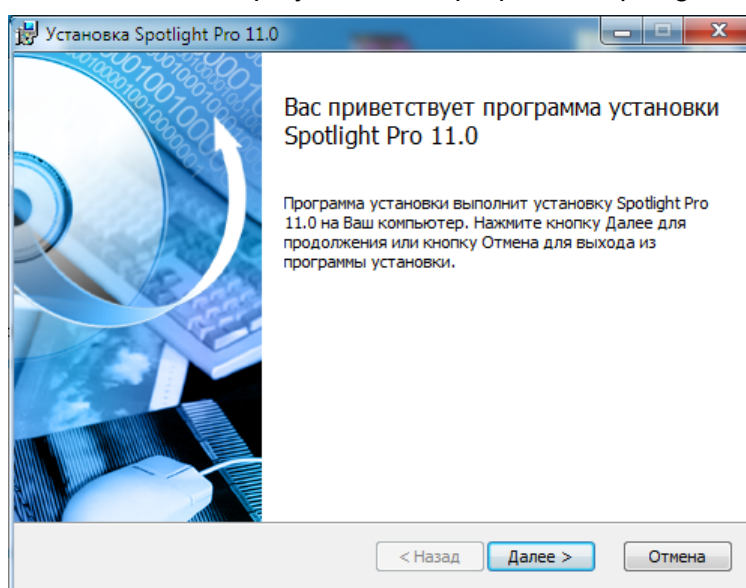 Установка Spotlight Pro 11.0
Вас приветствует программа установки
Spotlight Pro 11.0
Программа установки выполнит установку Spotlight Pro
11.0 на Ваш компьютер. Нажмите кнопку Далее для
продолжения или кнопку Отмена для выхода из
программы установки.
< Назад
Далее >
Отмена